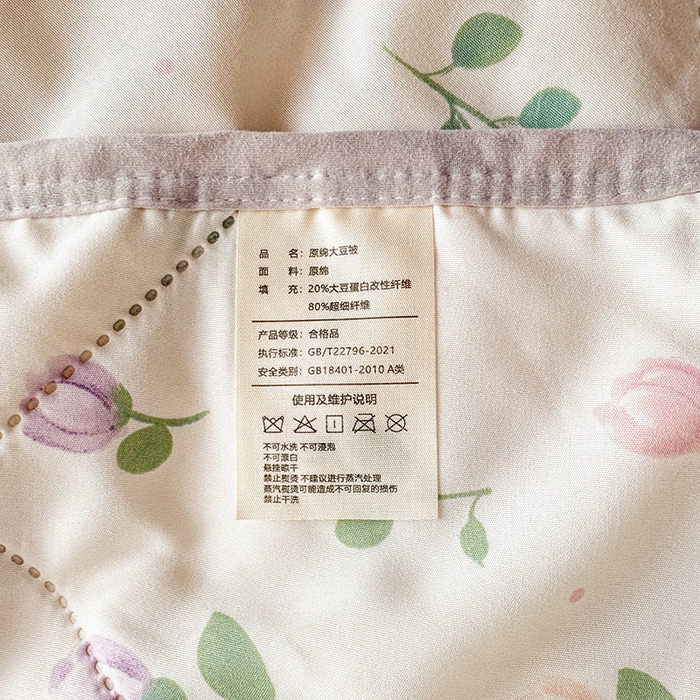 品 名：原绵大豆被
面 料：原绵
填 充：20%大豆蛋白改性纤维
80%超细纤维
产品等级：合格品
执行标准：GB/T22796-2021
安全类别：GB18401-2010 A类
使用及维护说明
不可水洗 不可浸泡
不可漂白
悬挂晾干
禁止熨烫 不建议进行蒸汽处理
蒸汽熨烫可能造成不可回复的损伤
禁止干洗